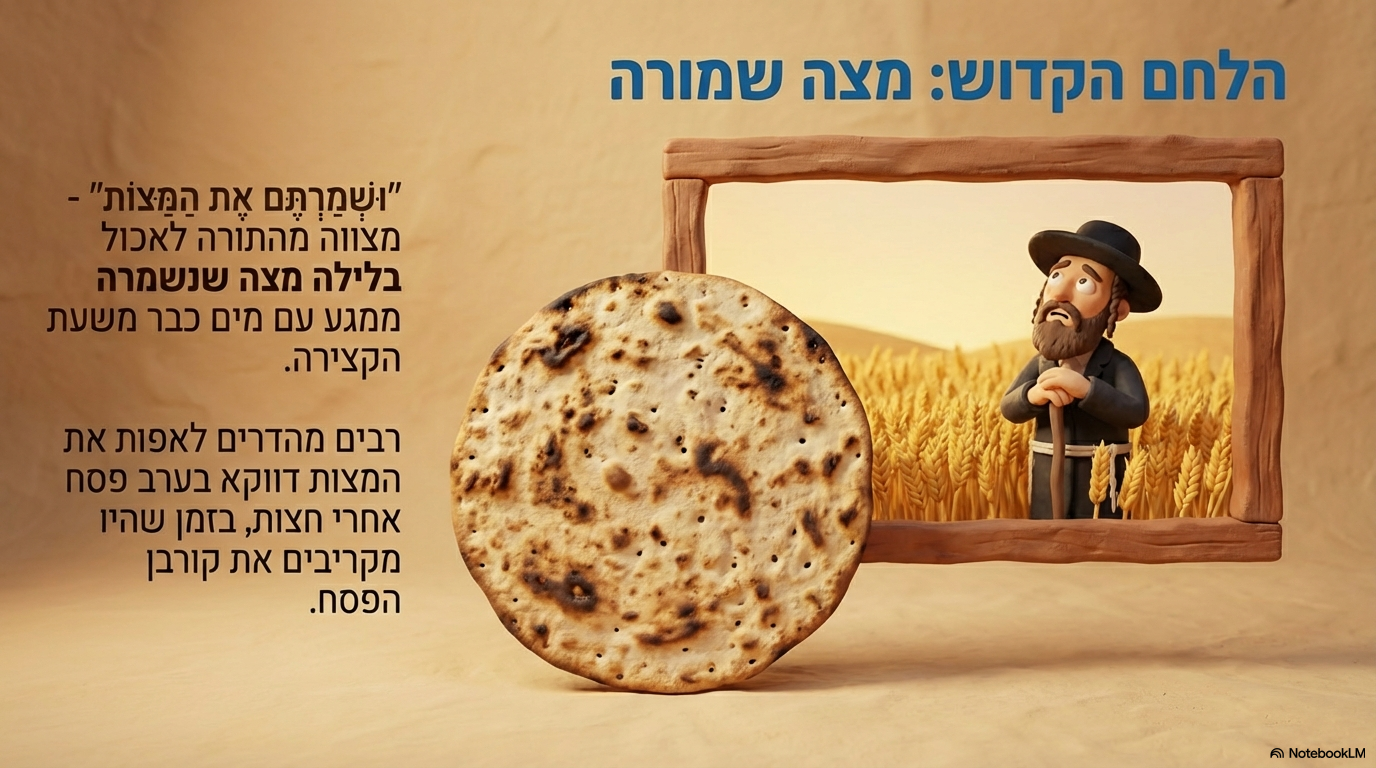 הלחם הקדוש: מצה שמורה
"וּשְׁמַרְתֶּם אֶת הַמַּצּוֹת" -
מצווה מהתורה לאכול
בלילה מצה שנשמרה
ממגע עם מים כבר משעת
הקצירה.
רבים מהדרים לאפות את
המצות דווקא בערב פסח
אחרי חצות, בזמן שהיו
מקריבים את קורבן
הפסח.
NotebookLM